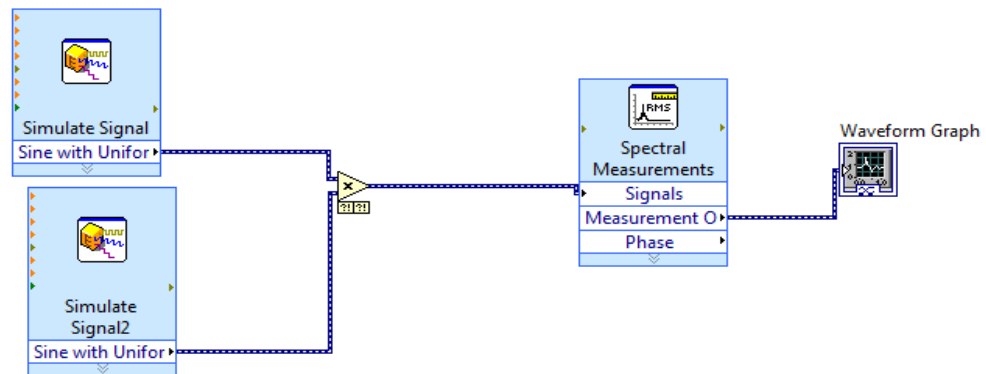 Simulate Signal
Sine with Unifor
Simulate
Signal2
Sine with Unifor
×
?! ?!
RMS
Spectral
Measurements
Signals
Measurement O
Phase
Waveform Graph